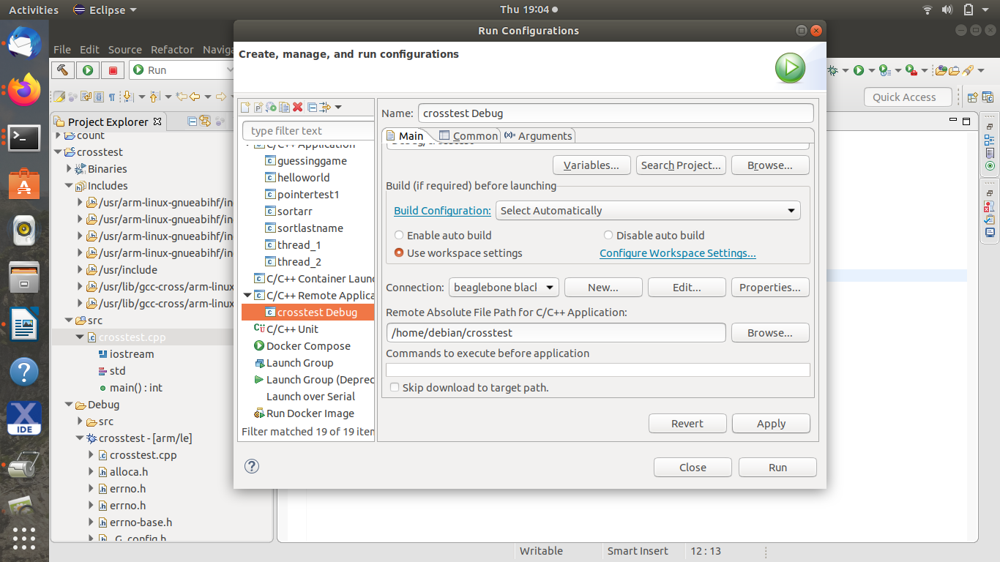 Activities
Eclipse
Thu 19:04
Run Configurations
File Edit Source Refactor Naviga
Create, manage, and run configurations
Run
Quick Access
Project Explorer
count
crosstest
Binaries
Includes
/usr/arm-linux-gnueabihf/in
/usr/arm-linux-gnueabihf/in
/usr/arm-linux-gnueabihf/in
/usr/arm-linux-gnueabihf/in
/usr/include
/usr/lib/gcc-cross/arm-linux
/usr/lib/gcc-cross/arm-linux
src
crosstest.cpp
iostream
std
main() : int
Debug
src
crosstest - [arm/le]
crosstest.cpp
alloca.h
errno.h
errno.h
errno-base.h
_G_config.h
IDE
type filter text
C/C++ Application
guessinggame
helloworld
pointertest1
sortarr
sortlastname
thread_1
thread_2
C/C++ Container Laun
C/C++ Remote Applica
crosstest Debug
C/C++ Unit
Docker Compose
Launch Group
Launch Group (Deprec
Launch over Serial
Run Docker Image
Filter matched 19 of 19 iten
Name: crosstest Debug
Main Common Arguments
Debug/crosstest
Variables... Search Project... Browse...
Build (if required) before launching
Build Configuration: Select Automatically
Enable auto build Disable auto build
Use workspace settings Configure Workspace Settings...
Connection: beaglebone blacl New... Edit... Properties...
Remote Absolute File Path for C/C++ Application:
/home/debian/crosstest Browse...
Commands to execute before application
Skip download to target path.
Revert Apply
Close Run
Writable Smart Insert 12 : 13